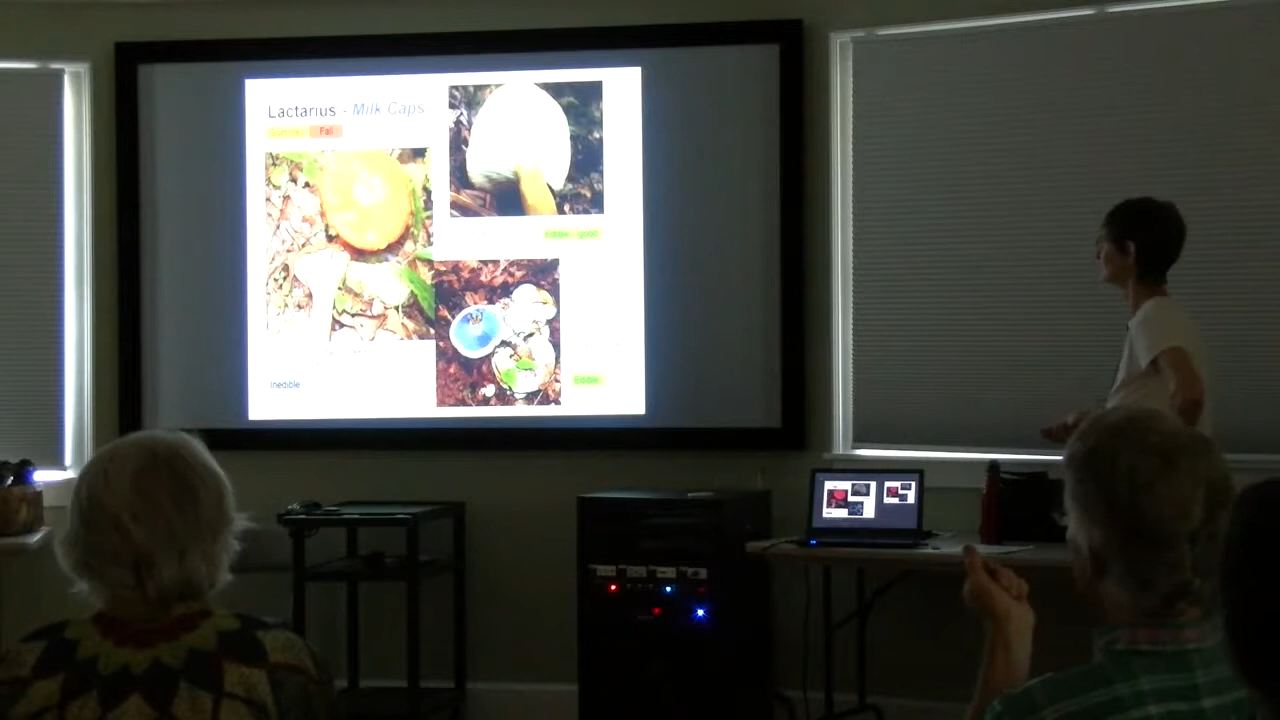 Lactarius - Milk Caps
Summer Fall
Edible - good
Inedible
Edible